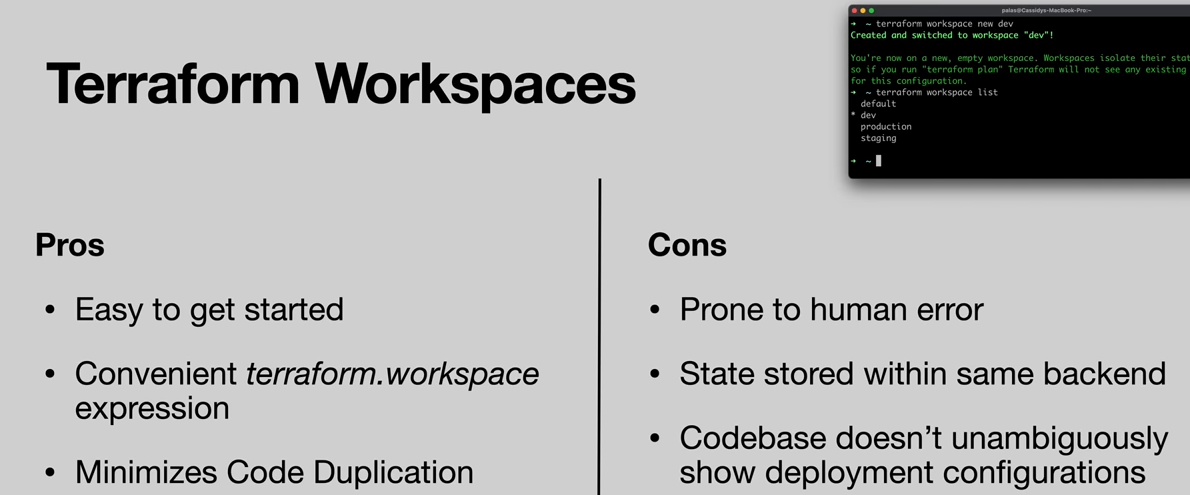 Terraform Workspaces
palas@Cassidys-MacBook-Pro:~
➜ ~ terraform workspace new dev
Created and switched to workspace "dev"!
You're now on a new, empty workspace. Workspaces isolate their
so if you run "terraform plan" Terraform will not see any existing
for this configuration.
➜ ~ terraform workspace list
default
* dev
production
staging
➜ ~
Pros
• Easy to get started
• Convenient terraform.workspace
expression
• Minimizes Code Duplication
Cons
• Prone to human error
• State stored within same backend
• Codebase doesn’t unambiguously
show deployment configurations